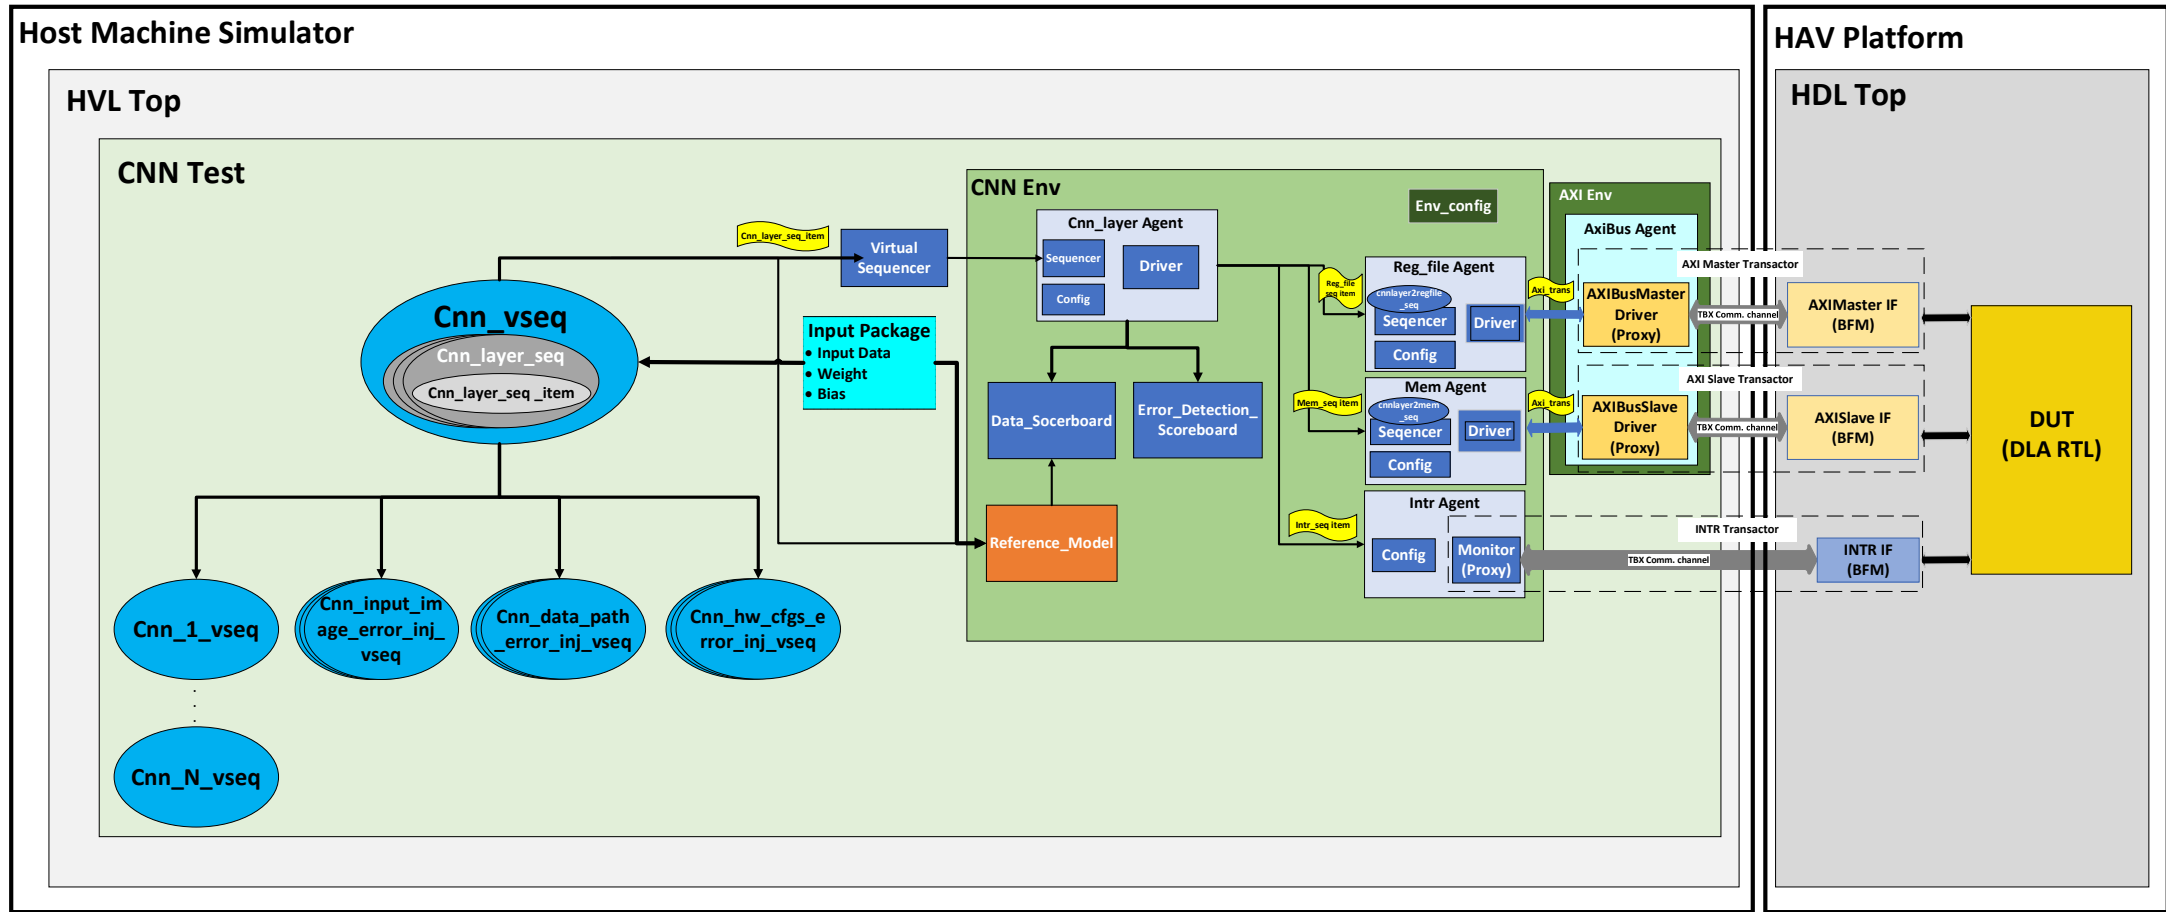 Host Machine Simulator
HAV Platform
HVL Top
HDL Top
CNN Test
CNN Env
Env_config
AXI Env
Cnn_layer_seq_item
Virtual
Sequencer
Cnn_layer Agent
Sequencer
Driver
Config
Cnn_vseq
Cnn_layer_seq
Cnn_layer_seq _item
Input Package
• Input Data
• Weight
• Bias
Data_Socerboard
Error_Detection_
Scoreboard
Reference_Model
Reg_file
seq item
Reg_file Agent
cnnlayer2regfile
_seq
Seqencer
Driver
Config
Mem_seq item
Mem Agent
cnnlayer2mem
_seq
Seqencer
Driver
Config
Intr_seq item
Intr Agent
Config
Monitor
(Proxy)
Axi_trans
Axi_trans
AxiBus Agent
AXI Master Transactor
AXIBusMaster
Driver
(Proxy)
TBX Comm. channel
AXIMaster IF
(BFM)
AXI Slave Transactor
AXIBusSlave
Driver
(Proxy)
TBX Comm. channel
AXISlave IF
(BFM)
INTR Transactor
TBX Comm. channel
INTR IF
(BFM)
DUT
(DLA RTL)
Cnn_1_vseq
Cnn_input_im
age_error_inj_
vseq
Cnn_data_path
_error_inj_vseq
Cnn_hw_cfgs_e
rror_inj_vseq
Cnn_N_vseq